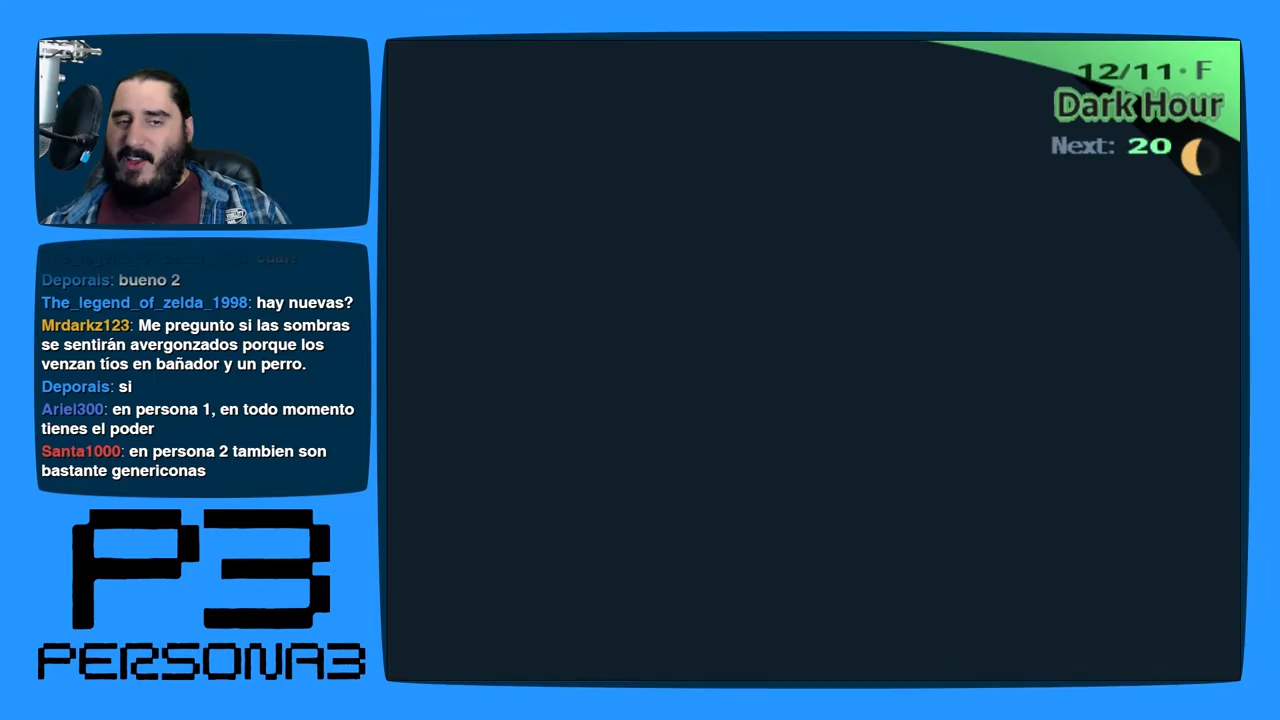 12/11 · F
Dark Hour
Next: 20
Deporais: bueno 2
The_legend_of_zelda_1998: hay nuevas?
Mrdarkz123: Me pregunto si las sombras
se sentirán avergonzados porque los
venzan tíos en bañador y un perro.
Deporais: si
Ariel300: en persona 1, en todo momento
tienes el poder
Santa1000: en persona 2 tambien son
bastante genericonas
P3
PERSONA3